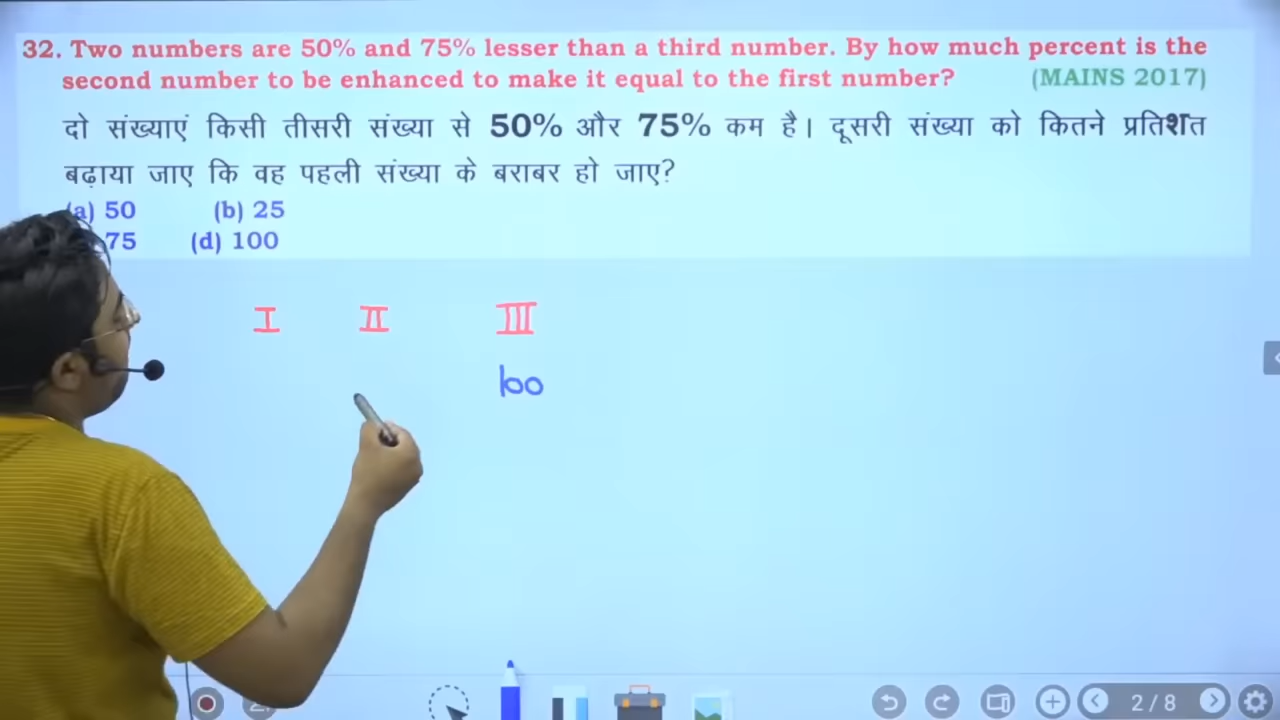 32. Two numbers are 50% and 75% lesser than a third number. By how much percent is the
second number to be enhanced to make it equal to the first number? (MAINS 2017)
दो संख्याएं किसी तीसरी संख्या से 50% और 75% कम है। दूसरी संख्या को कितने प्रतिशत
बढ़ाया जाए कि वह पहली संख्या के बराबर हो जाए?
(a) 50 (b) 25
75 (d) 100
I II III
100
2 / 8